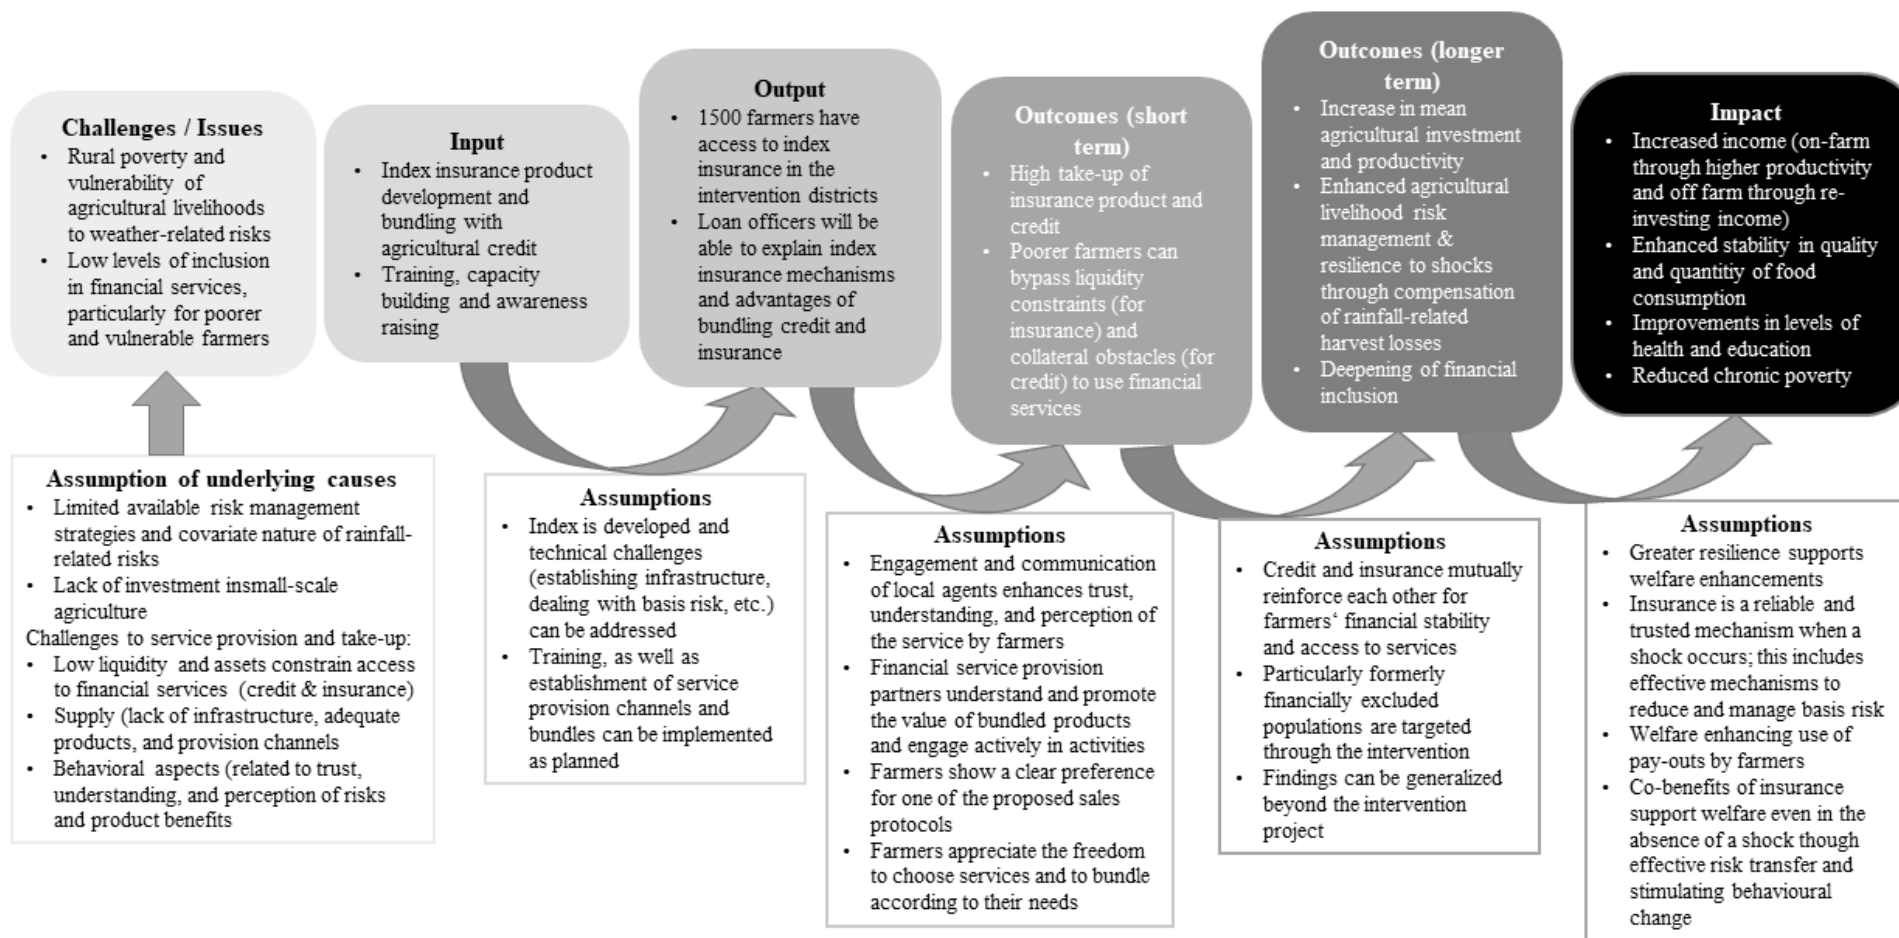 Challenges / Issues
• Rural poverty and
vulnerability of
agricultural livelihoods
to weather-related risks
• Low levels of inclusion
in financial services,
particularly for poorer
and vulnerable farmers
Input
• Index insurance product
development and
bundling with
agricultural credit
• Training, capacity
building and awareness
raising
Output
• 1500 farmers have
access to index
insurance in the
intervention districts
• Loan officers will be
able to explain index
insurance mechanisms
and advantages of
bundling credit and
insurance
Outcomes (short
term)
• High take-up of
insurance product and
credit
• Poorer farmers can
bypass liquidity
constraints (for
insurance) and
collateral obstacles (for
credit) to use financial
services
Outcomes (longer
term)
• Increase in mean
agricultural investment
and productivity
• Enhanced agricultural
livelihood risk
management &
resilience to shocks
through compensation
of rainfall-related
harvest losses
• Deepening of financial
inclusion
Impact
• Increased income (on-farm
through higher productivity
and off farm through re-
investing income)
• Enhanced stability in quality
and quantitiy of food
consumption
• Improvements in levels of
health and education
• Reduced chronic poverty
Assumption of underlying causes
• Limited available risk management
strategies and covariate nature of rainfall-
related risks
• Lack of investment insmall-scale
agriculture
Challenges to service provision and take-up:
• Low liquidity and assets constrain access
to financial services (credit & insurance)
• Supply (lack of infrastructure, adequate
products, and provision channels
• Behavioral aspects (related to trust,
understanding, and perception of risks
and product benefits
Assumptions
• Index is developed and
technical challenges
(establishing infrastructure,
dealing with basis risk, etc.)
can be addressed
• Training, as well as
establishment of service
provision channels and
bundles can be implemented
as planned
Assumptions
• Engagement and communication
of local agents enhances trust,
understanding, and perception of
the service by farmers
• Financial service provision
partners understand and promote
the value of bundled products
and engage actively in activities
• Farmers show a clear preference
for one of the proposed sales
protocols
• Farmers appreciate the freedom
to choose services and to bundle
according to their needs
Assumptions
• Credit and insurance mutually
reinforce each other for
farmers‘ financial stability
and access to services
• Particularly formerly
financially excluded
populations are targeted
through the intervention
• Findings can be generalized
beyond the intervention
project
Assumptions
• Greater resilience supports
welfare enhancements
• Insurance is a reliable and
trusted mechanism when a
shock occurs; this includes
effective mechanisms to
reduce and manage basis risk
• Welfare enhancing use of
pay-outs by farmers
• Co-benefits of insurance
support welfare even in the
absence of a shock though
effective risk transfer and
stimulating behavioural
change